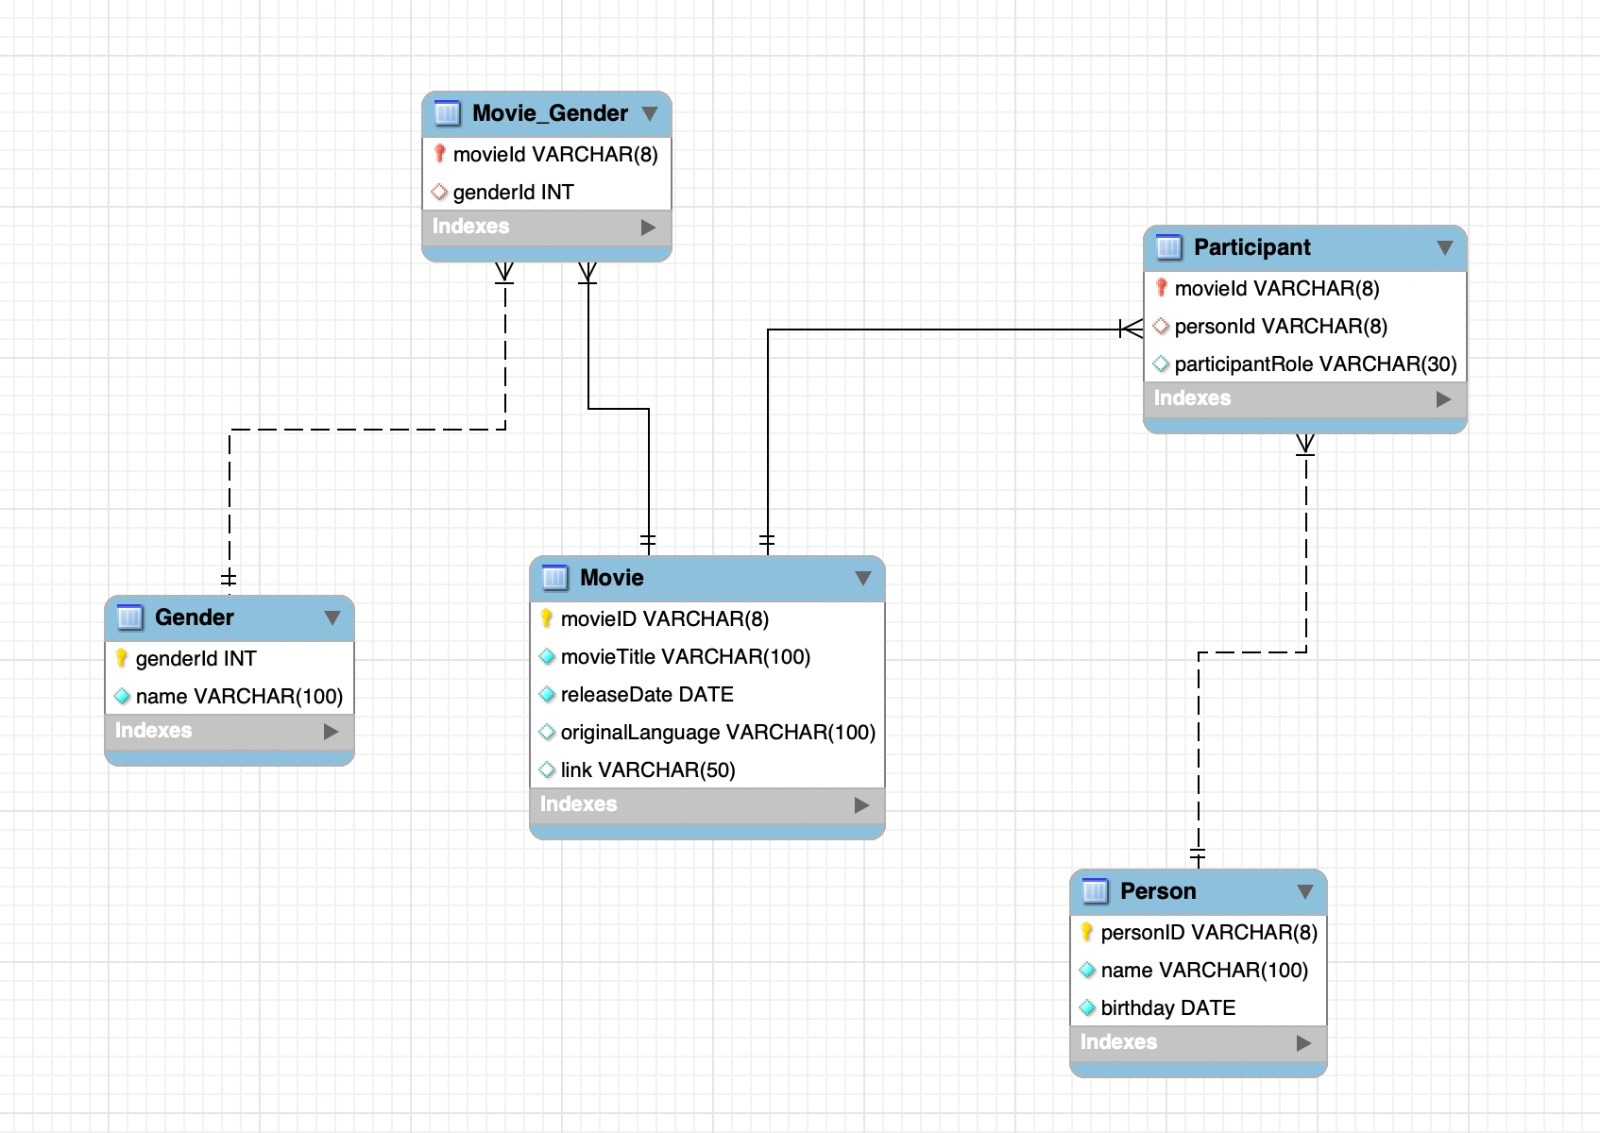 Movie_Gender
movieId VARCHAR(8)
genderId INT
Indexes
Participant
movieId VARCHAR(8)
personId VARCHAR(8)
participantRole VARCHAR(30)
Indexes
Gender
genderId INT
name VARCHAR(100)
Indexes
Movie
movieID VARCHAR(8)
movieTitle VARCHAR(100)
releaseDate DATE
originalLanguage VARCHAR(100)
link VARCHAR(50)
Indexes
Person
personID VARCHAR(8)
name VARCHAR(100)
birthday DATE
Indexes